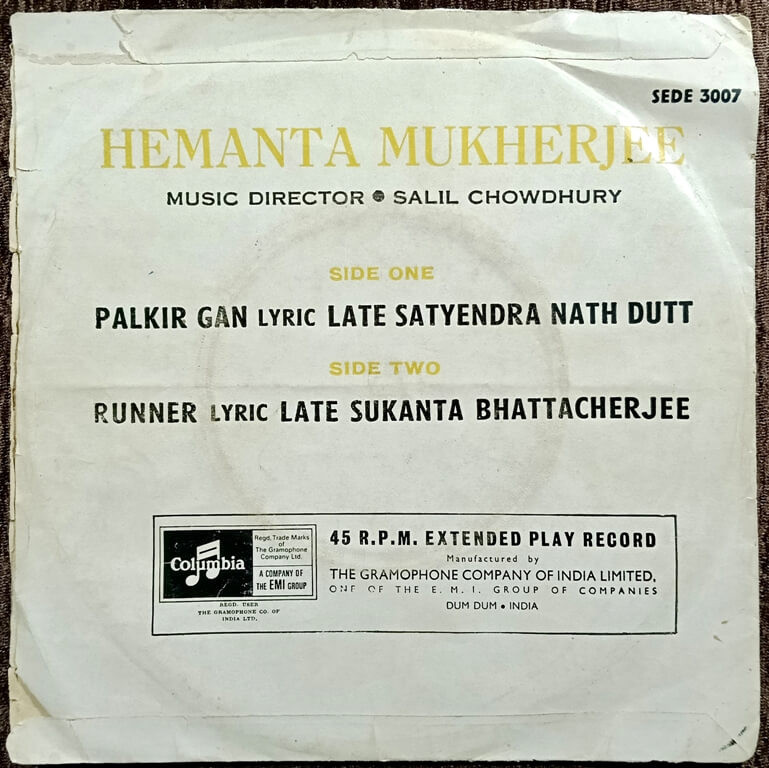 SEDE 3007
HEMANTA MUKHERJEE
MUSIC DIRECTOR ● SALIL CHOWDHURY
SIDE ONE
PALKIR GAN LYRIC LATE SATYENDRA NATH DUTT
SIDE TWO
RUNNER LYRIC LATE SUKANTA BHATTACHERJEE
Columbia
Regd. Trade Marks
of
The Gramophone
Company Ltd.
A COMPANY OF
THE EMI GROUP
REGD. USER
THE GRAMOPHONE CO. OF
INDIA LTD.
45 R.P.M. EXTENDED PLAY RECORD
Manufactured by
THE GRAMOPHONE COMPANY OF INDIA LIMITED,
ONE OF THE E. M. I. GROUP OF COMPANIES
DUM DUM ● INDIA